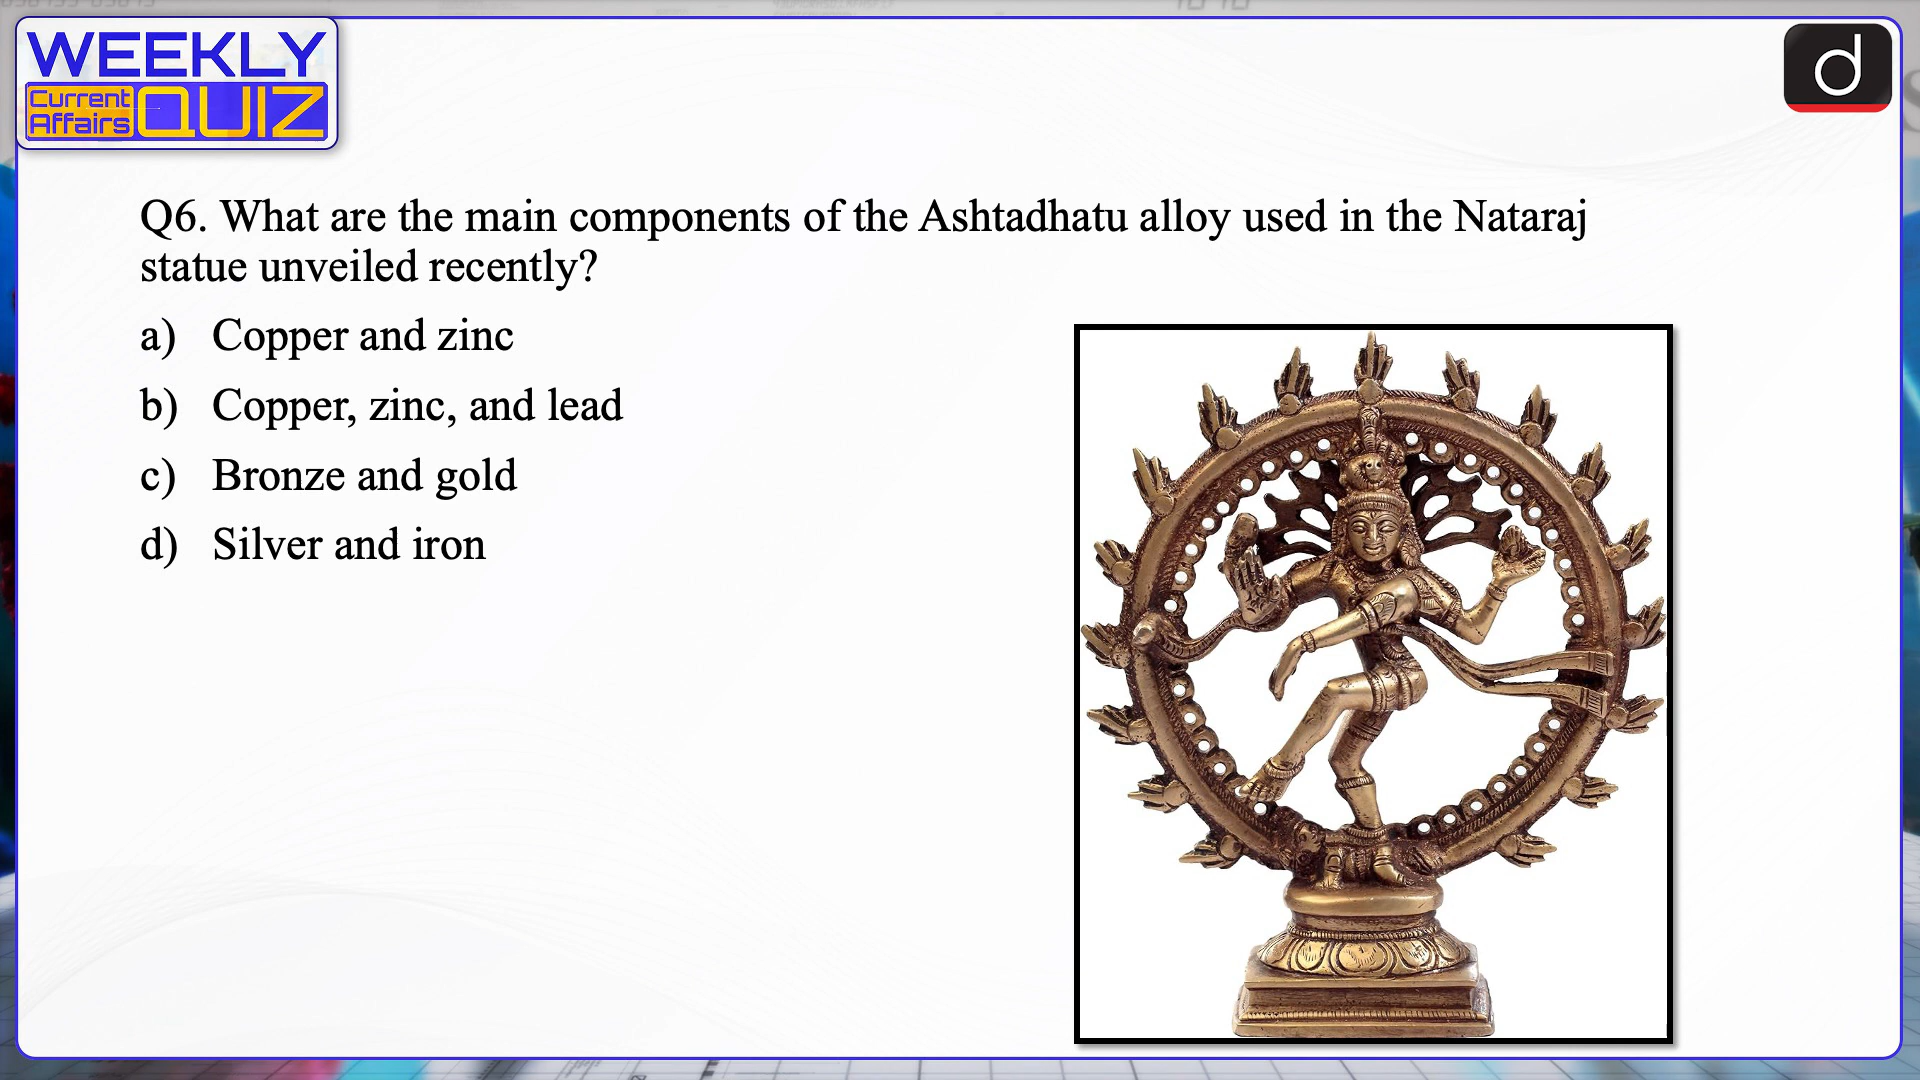 WEEKLY
Current
Affairs
QUIZ
d
Q6. What are the main components of the Ashtadhatu alloy used in the Nataraj
statue unveiled recently?
a) Copper and zinc
b) Copper, zinc, and lead
c) Bronze and gold
d) Silver and iron